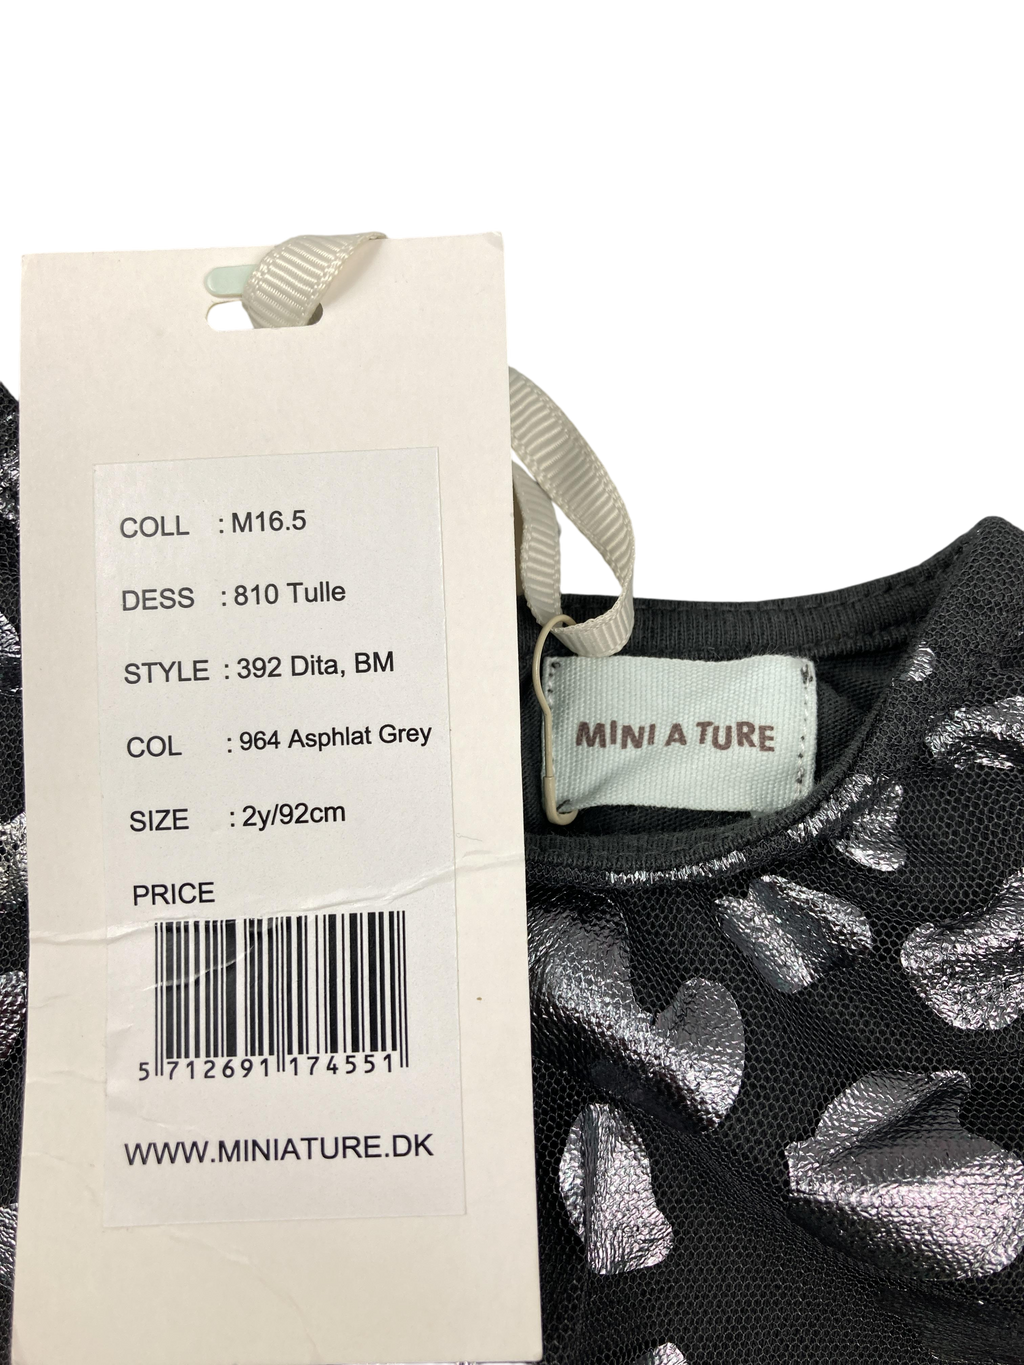 COLL : M16.5
DESS : 810 Tulle
STYLE : 392 Dita, BM
COL : 964 Asphlat Grey
SIZE : 2y/92cm
PRICE
5 712691 174551
WWW.MINIATURE.DK
MINI A TURE